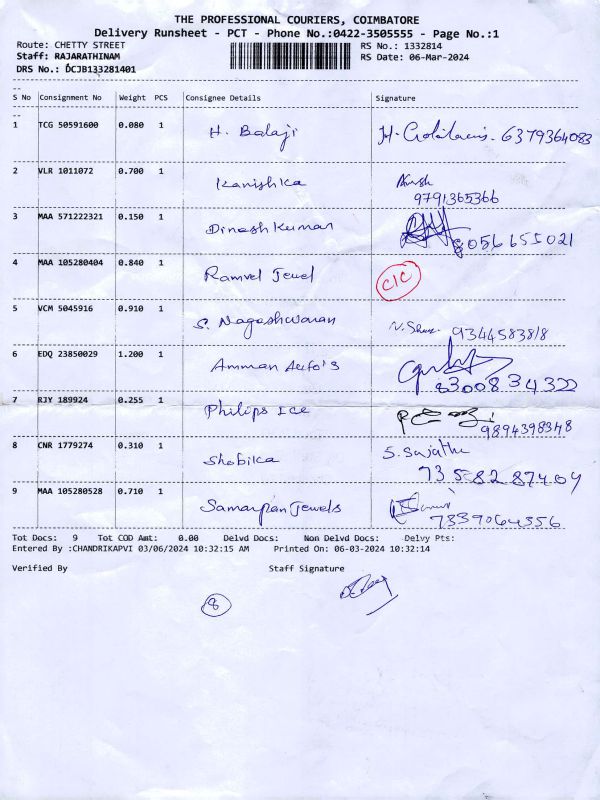 THE PROFESSIONAL COURIERS, COIMBATORE
Delivery Runsheet - PCT - Phone No.:0422-3505555 - Page No.:1
Route: CHETTY STREET RS No.: 1332814
Staff: RAJARATHINAM RS Date: 06-Mar-2024
DRS No.: DCJB133281401
S No Consignment No Weight PCS Consignee Details Signature
1 TCG 50591600 0.080 1 H. Balaji 6379364083
2 VLR 1011072 0.700 1 Kanishka
9791365366
3 MAA 571222321 0.150 1 Dinesh Kumar 8056655021
4 MAA 105280404 0.840 1 Ramvel Jewel C/C
5 VCM 5045916 0.910 1 S. Nageshwaran 9344583818
6 EDQ 23850029 1.200 1 Amman Auto's
8300834322
7 RJY 189924 0.255 1 Philips Ice
9894398348
8 CNR 1779274 0.310 1 Shobika S. Sujatha
7358287404
9 MAA 105280528 0.710 1 Samarpan Jewels
7339064556
Tot Docs: 9 Tot COD Amt: 0.00 Delvd Docs: Non Delvd Docs: Delvy Pts:
Entered By :CHANDRIKAPVI 03/06/2024 10:32:15 AM Printed On: 06-03-2024 10:32:14
Verified By Staff Signature
8